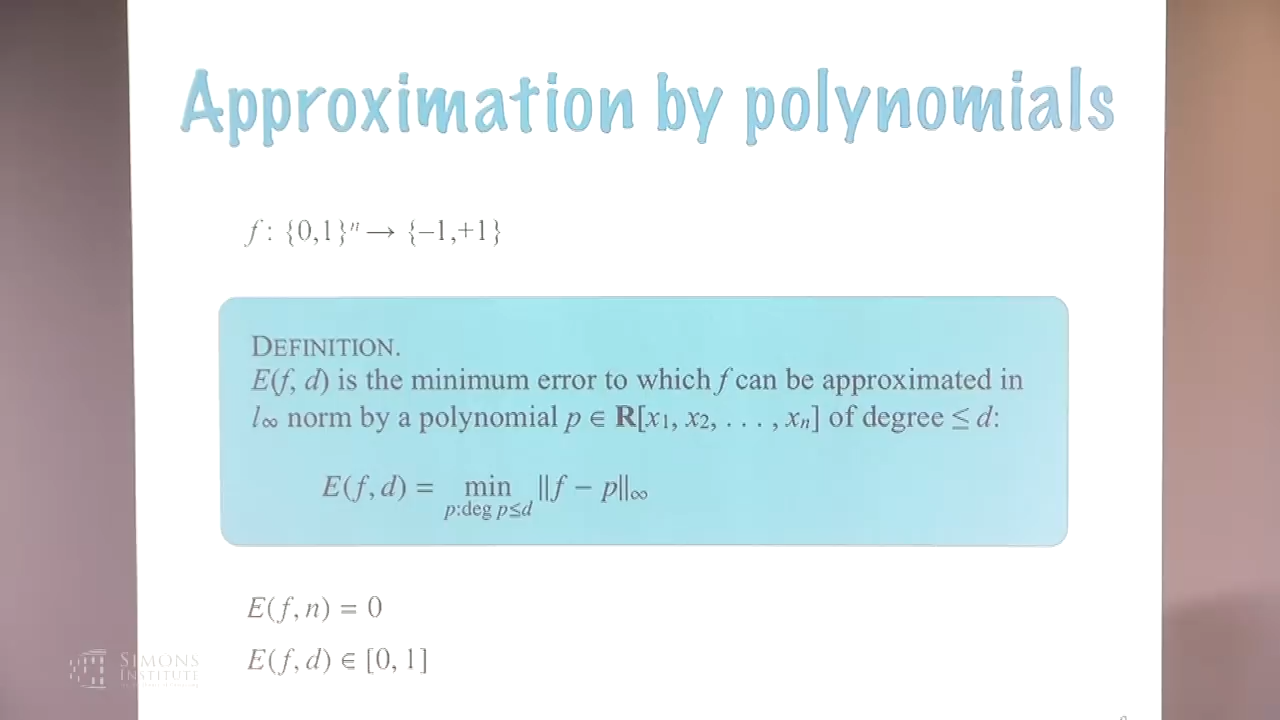 Approximation by polynomials
f : {0,1}ⁿ → {–1,+1}
DEFINITION.
E(f, d) is the minimum error to which f can be approximated in
l∞ norm by a polynomial p ∈ R[x₁, x₂, . . . , xₙ] of degree ≤ d:
E(f, d) = min ‖f − p‖∞
p:deg p≤d
E(f, n) = 0
E(f, d) ∈ [0, 1]
SIMONS
INSTITUTE